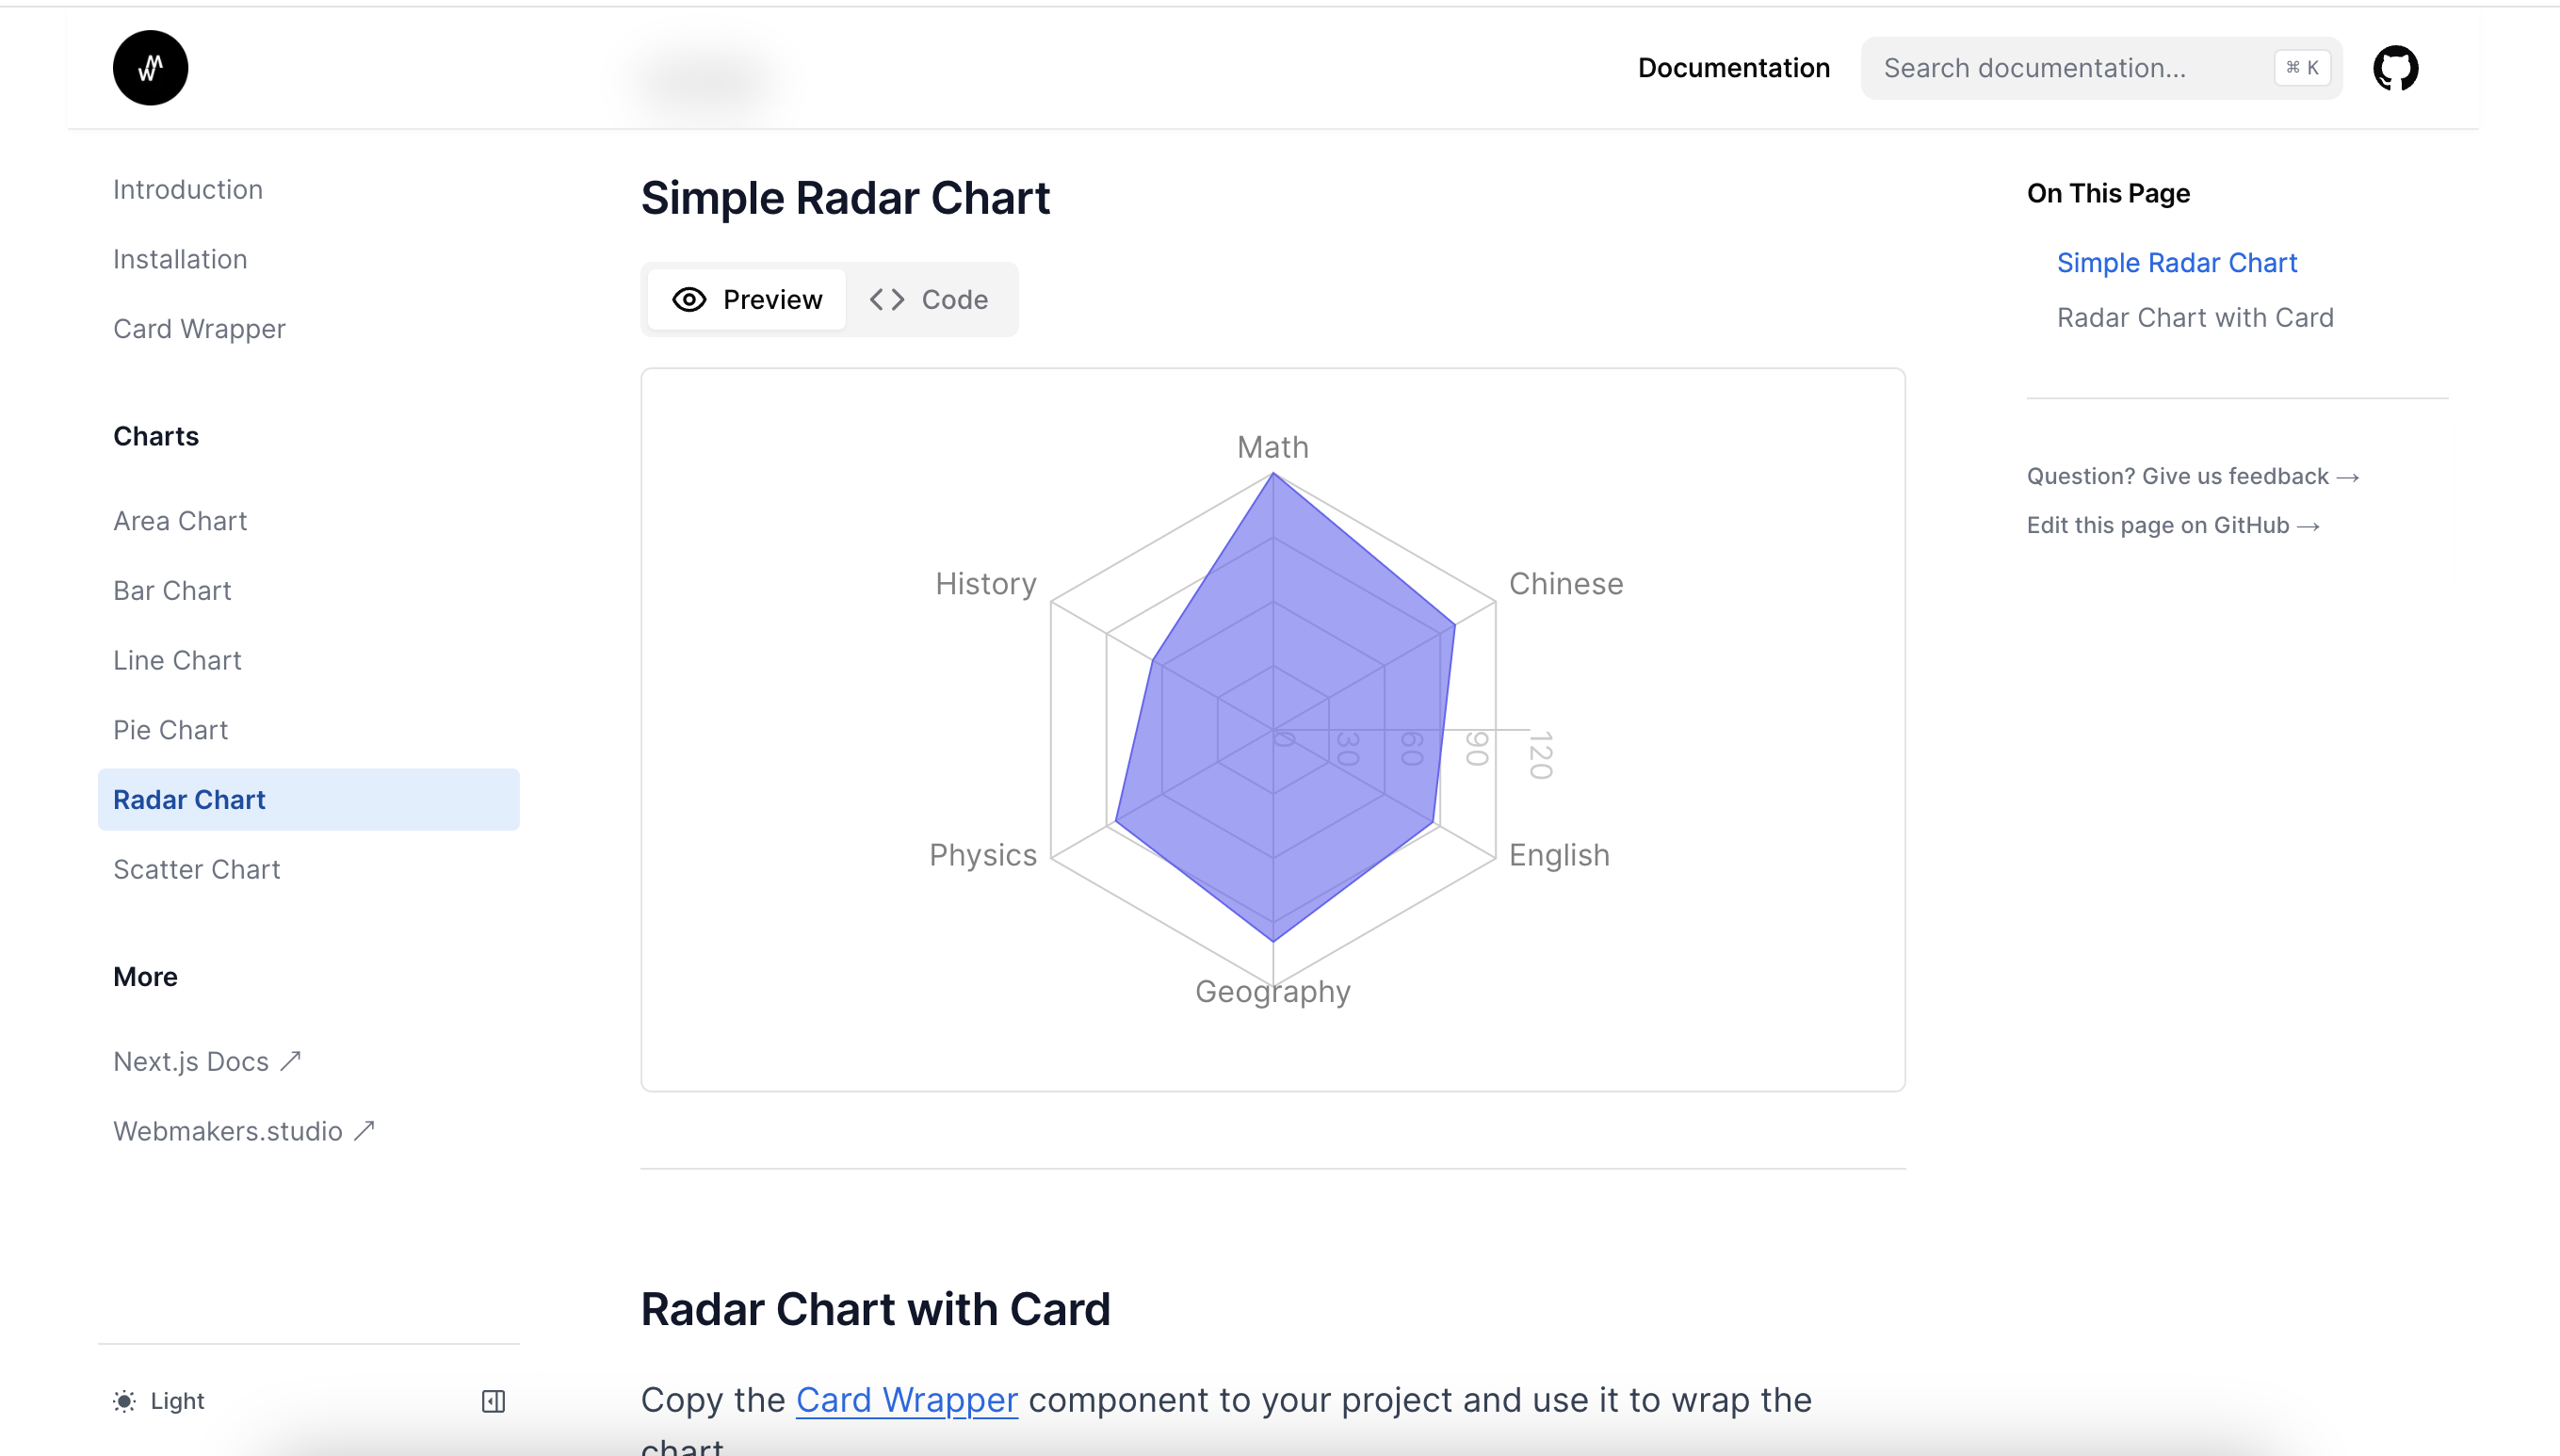 Documentation
Search documentation...
⌘ K
Introduction
Installation
Card Wrapper
Charts
Area Chart
Bar Chart
Line Chart
Pie Chart
Radar Chart
Scatter Chart
More
Next.js Docs ↗
Webmakers.studio ↗
Light
Simple Radar Chart
Preview
Code
Math
Chinese
English
Geography
Physics
History
0
30
60
90
120
Radar Chart with Card
Copy the Card Wrapper component to your project and use it to wrap the
chart
On This Page
Simple Radar Chart
Radar Chart with Card
Question? Give us feedback →
Edit this page on GitHub →